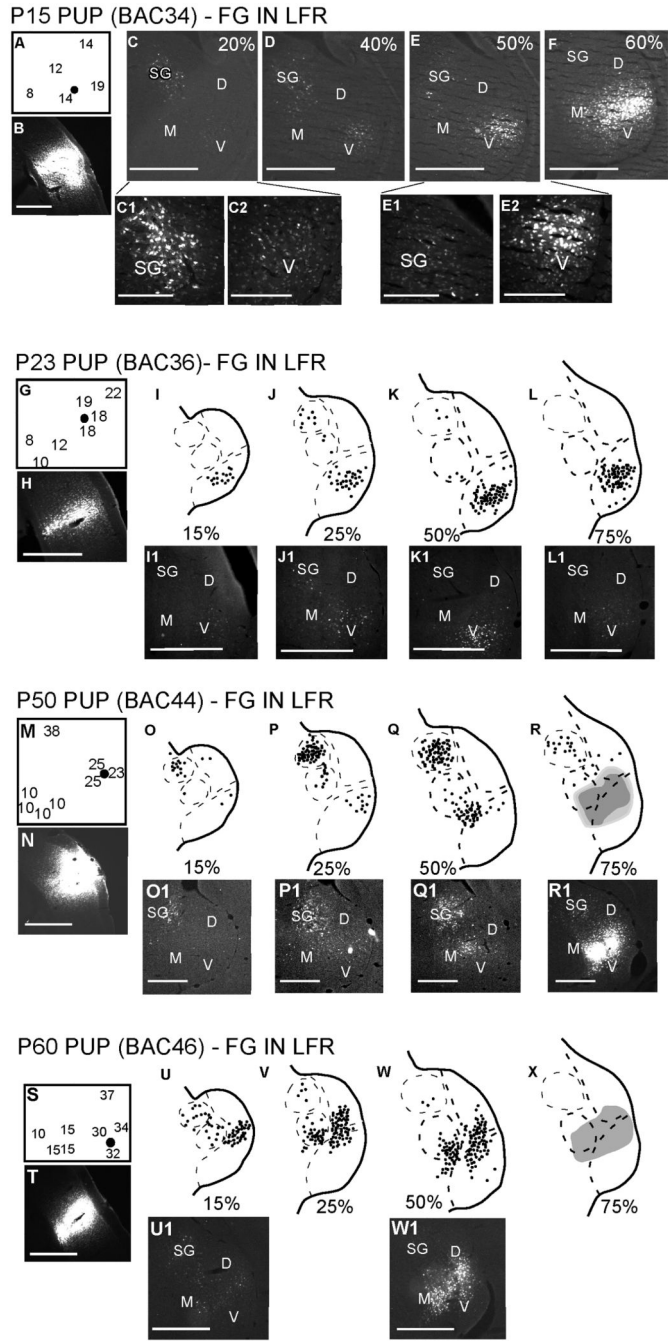 P15 PUP (BAC34) - FG IN LFR
A
14
12
8
14
19
B
C
20%
SG
D
M
V
D
40%
SG
D
M
V
E
50%
SG
D
M
V
F
60%
SG
D
M
V
C1
SG
C2
V
E1
SG
E2
V
P23 PUP (BAC36)- FG IN LFR
G
22
19
18
18
8
12
10
H
I
15%
J
25%
K
50%
L
75%
I1
SG
D
M
V
J1
SG
D
M
V
K1
SG
D
M
V
L1
SG
D
M
V
P50 PUP (BAC44) - FG IN LFR
M
38
25
23
25
10
10
10
10
N
O
15%
P
25%
Q
50%
R
75%
O1
SG
D
M
V
P1
SG
D
M
V
Q1
SG
D
M
V
R1
SG
D
M
V
P60 PUP (BAC46) - FG IN LFR
S
37
10
15
30
34
1515
32
T
U
15%
V
25%
W
50%
X
75%
U1
SG
D
M
V
W1
SG
D
M
V